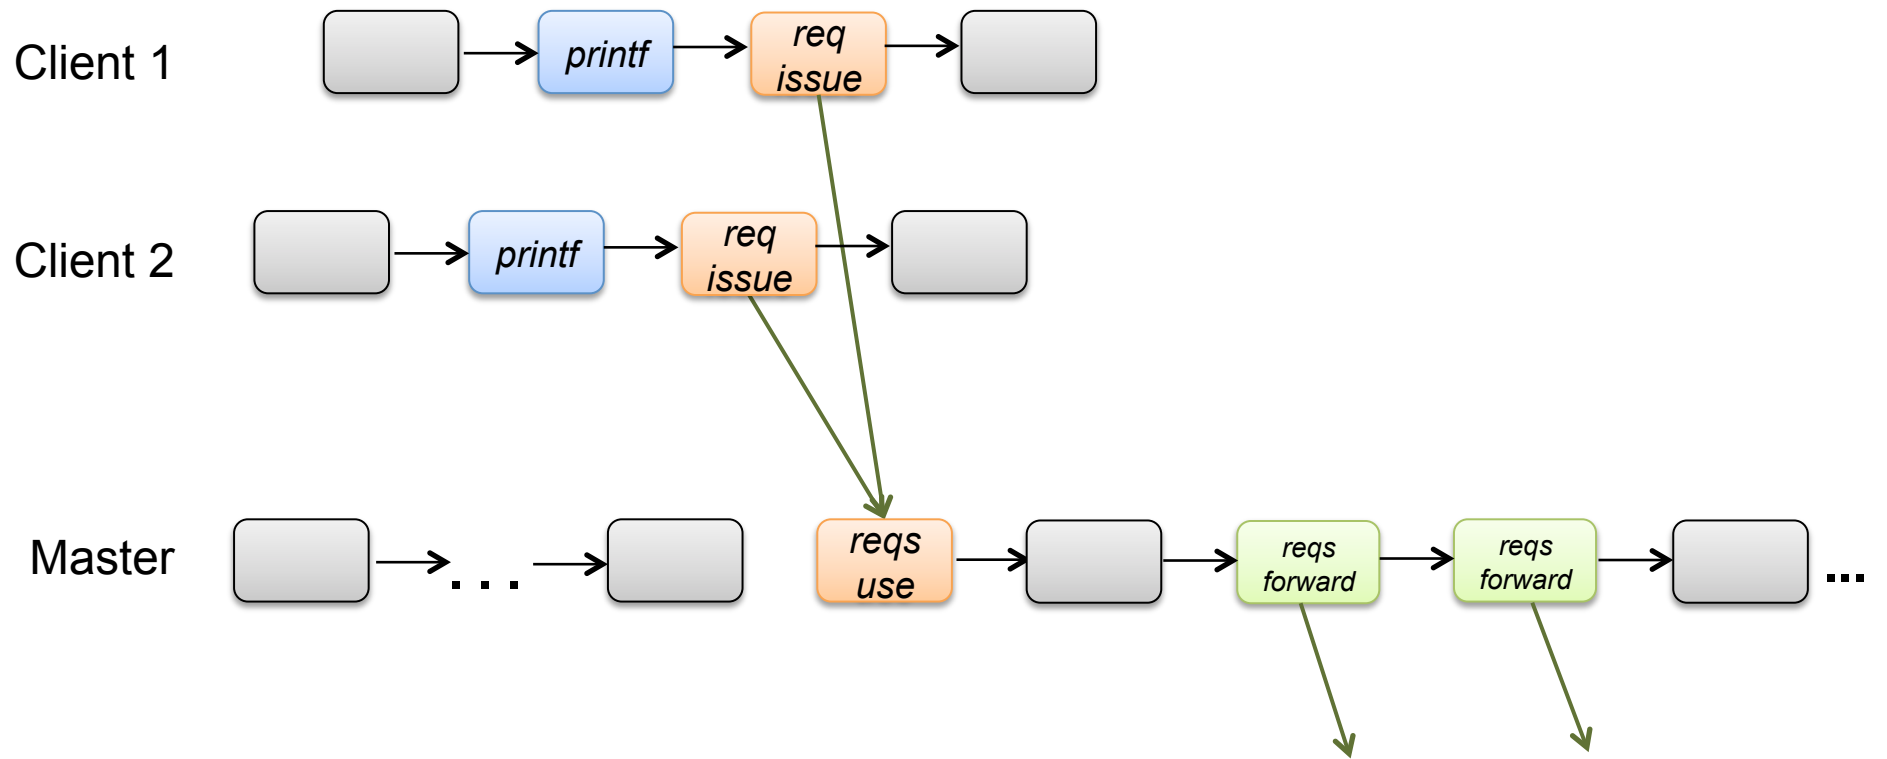 Client 1
printf
req
issue
Client 2
printf
req
issue
Master
. . .
reqs
use
reqs
forward
reqs
forward
...